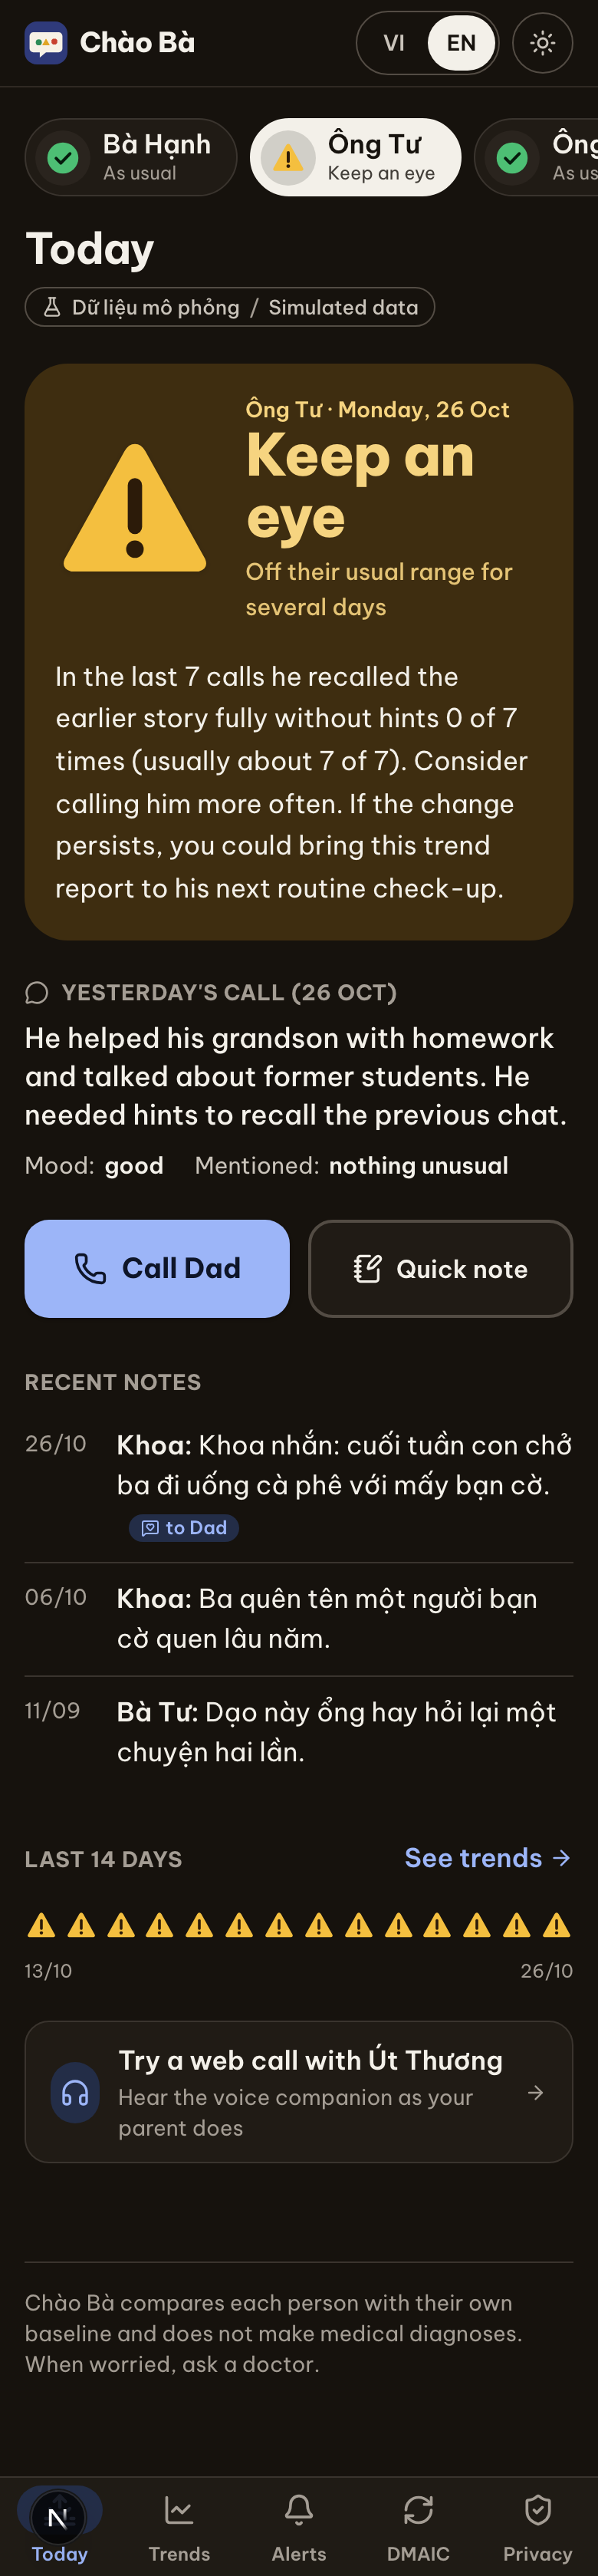 Chào Bà
VI
EN
Bà Hạnh
As usual
Ông Tư
Keep an eye
Today
Dữ liệu mô phỏng / Simulated data
Ông Tư · Monday, 26 Oct
Keep an
eye
Off their usual range for
several days
In the last 7 calls he recalled the
earlier story fully without hints 0 of 7
times (usually about 7 of 7). Consider
calling him more often. If the change
persists, you could bring this trend
report to his next routine check-up.
YESTERDAY'S CALL (26 OCT)
He helped his grandson with homework
and talked about former students. He
needed hints to recall the previous chat.
Mood: good Mentioned: nothing unusual
Call Dad
Quick note
RECENT NOTES
26/10
Khoa: Khoa nhắn: cuối tuần con chở
ba đi uống cà phê với mấy bạn cờ.
to Dad
06/10
Khoa: Ba quên tên một người bạn
cờ quen lâu năm.
11/09
Bà Tư: Dạo này ổng hay hỏi lại một
chuyện hai lần.
LAST 14 DAYS
See trends
13/10
26/10
Try a web call with Út Thương
Hear the voice companion as your
parent does
Chào Bà compares each person with their own
baseline and does not make medical diagnoses.
When worried, ask a doctor.
N
Today
Trends
Alerts
DMAIC
Privacy